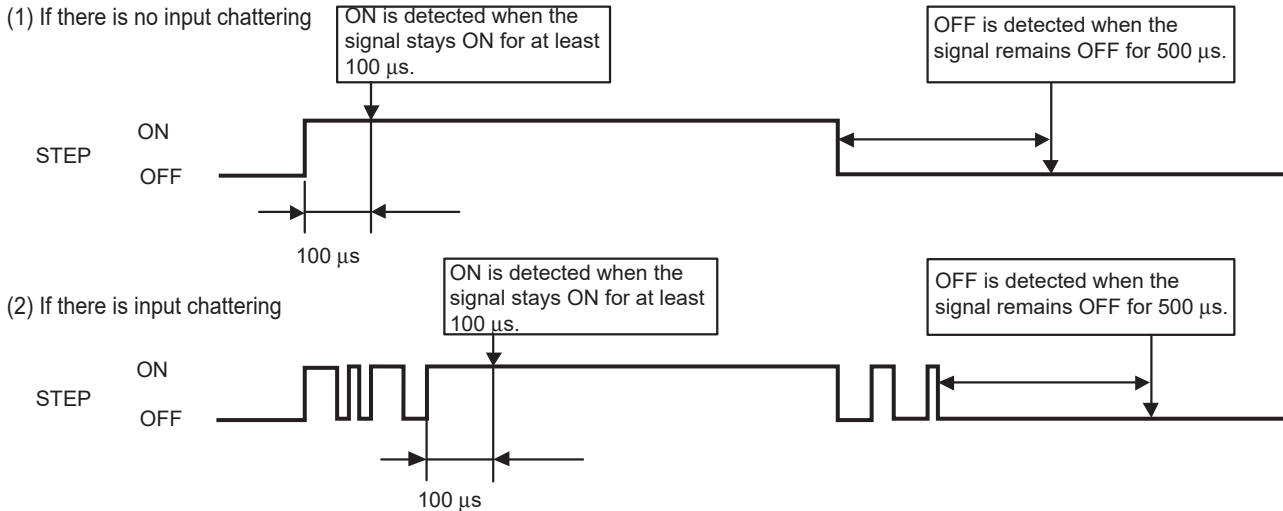 (1) If there is no input chattering
ON is detected when the
signal stays ON for at least
100 μs.
OFF is detected when the
signal remains OFF for 500 μs.
ON
STEP
OFF
100 μs
(2) If there is input chattering
ON is detected when the
signal stays ON for at least
100 μs.
OFF is detected when the
signal remains OFF for 500 μs.
ON
STEP
OFF
100 μs